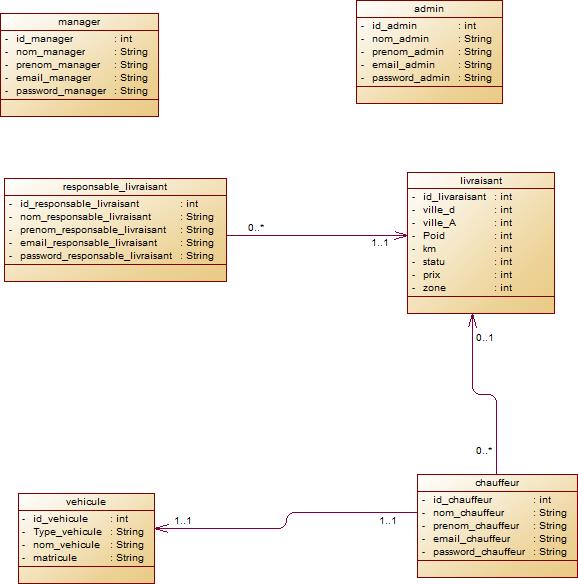 manager
- id_manager : int
- nom_manager : String
- prenom_manager : String
- email_manager : String
- password_manager : String
admin
- id_admin : int
- nom_admin : String
- prenom_admin : String
- email_admin : String
- password_admin : String
responsable_livraisant
- id_responsable_livraisant : int
- nom_responsable_livraisant : String
- prenom_responsable_livraisant : String
- email_responsable_livraisant : String
- password_responsable_livraisant : String
0..*
1..1
livraisant
- id_livaraisant : int
- ville_d : int
- ville_A : int
- Poid : int
- km : int
- statu : int
- prix : int
- zone : int
0..1
0..*
vehicule
- id_vehicule : int
- Type_vehicule : String
- nom_vehicule : String
- matricule : String
1..1
1..1
chauffeur
- id_chauffeur : int
- nom_chauffeur : String
- prenom_chauffeur : String
- email_chauffeur : String
- password_chauffeur : String